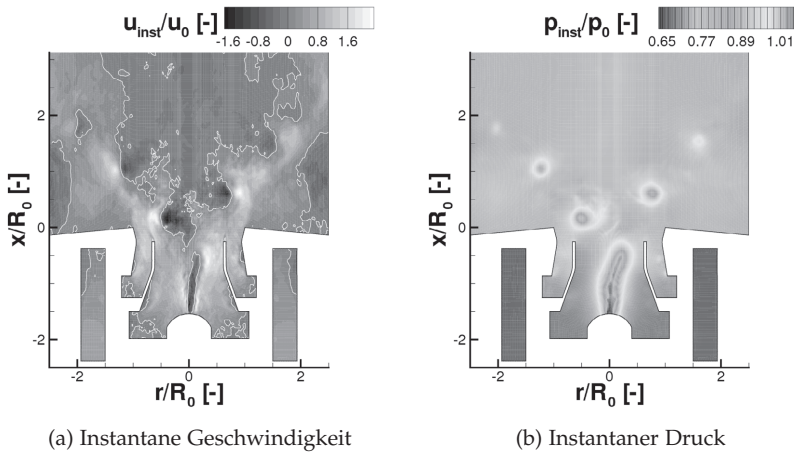 u_inst/u_0 [-]
-1.6 -0.8 0 0.8 1.6
x/R_0 [-]
2
0
-2
-2 0 2
r/R_0 [-]
(a) Instantane Geschwindigkeit
p_inst/p_0 [-]
0.65 0.77 0.89 1.01
x/R_0 [-]
2
0
-2
-2 0 2
r/R_0 [-]
(b) Instantaner Druck